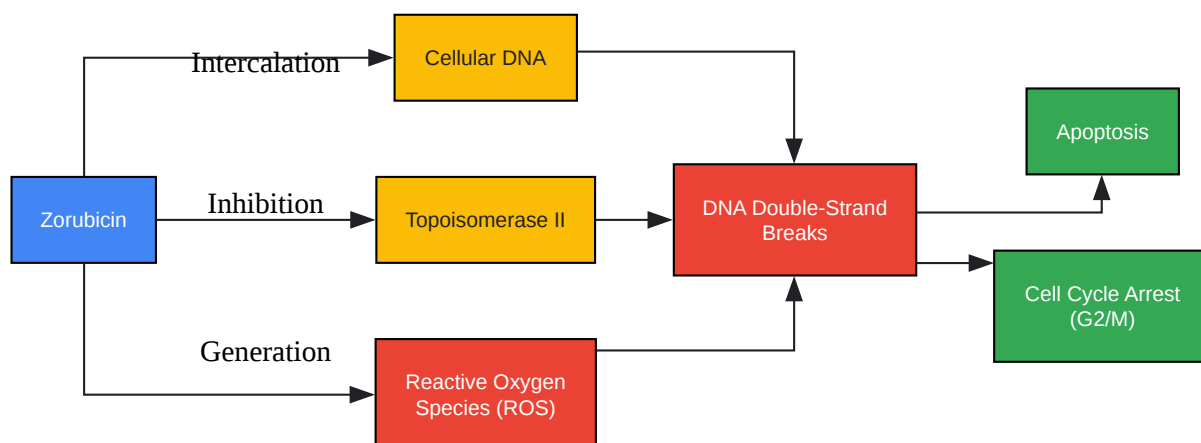 Intercalation
Cellular DNA
Apoptosis
Zorubicin
Inhibition
Topoisomerase II
DNA Double-Strand
Breaks
Cell Cycle Arrest
(G2/M)
Generation
Reactive Oxygen
Species (ROS)